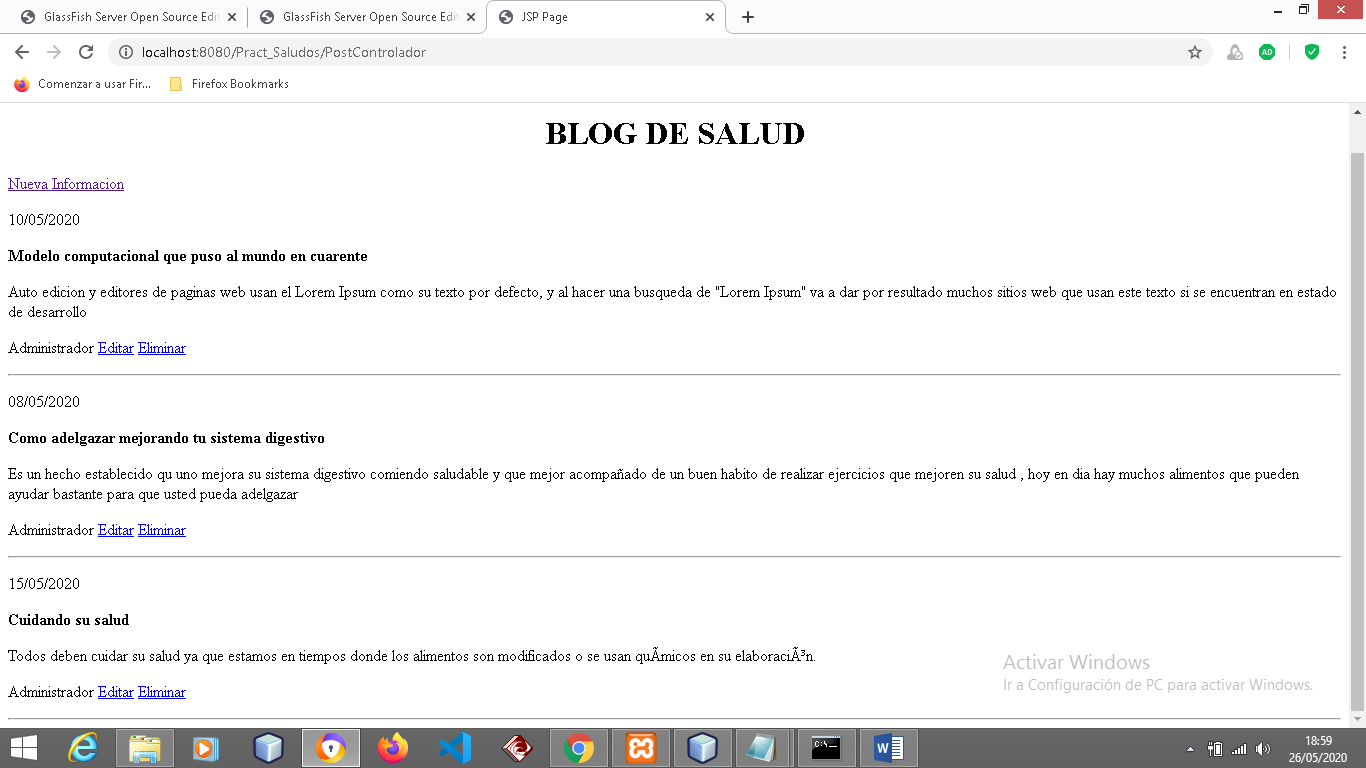 GlassFish Server Open Source Edi
GlassFish Server Open Source Edi
JSP Page
localhost:8080/Pract_Saludos/PostControlador
AD
Comenzar a usar Fir...
Firefox Bookmarks
BLOG DE SALUD
Nueva Informacion
10/05/2020
Modelo computacional que puso al mundo en cuarente
Auto edicion y editores de paginas web usan el Lorem Ipsum como su texto por defecto, y al hacer una busqueda de "Lorem Ipsum" va a dar por resultado muchos sitios web que usan este texto si se encuentran en estado
de desarrollo
Administrador Editar Eliminar
08/05/2020
Como adelgazar mejorando tu sistema digestivo
Es un hecho establecido qu uno mejora su sistema digestivo comiendo saludable y que mejor acompañado de un buen habito de realizar ejercicios que mejoren su salud , hoy en dia hay muchos alimentos que pueden
ayudar bastante para que usted pueda adelgazar
Administrador Editar Eliminar
15/05/2020
Cuidando su salud
Todos deben cuidar su salud ya que estamos en tiempos donde los alimentos son modificados o se usan quÃmicos en su elaboraciÃ³n.
Administrador Editar Eliminar
Activar Windows
Ir a Configuración de PC para activar Windows.
18:59
26/05/2020